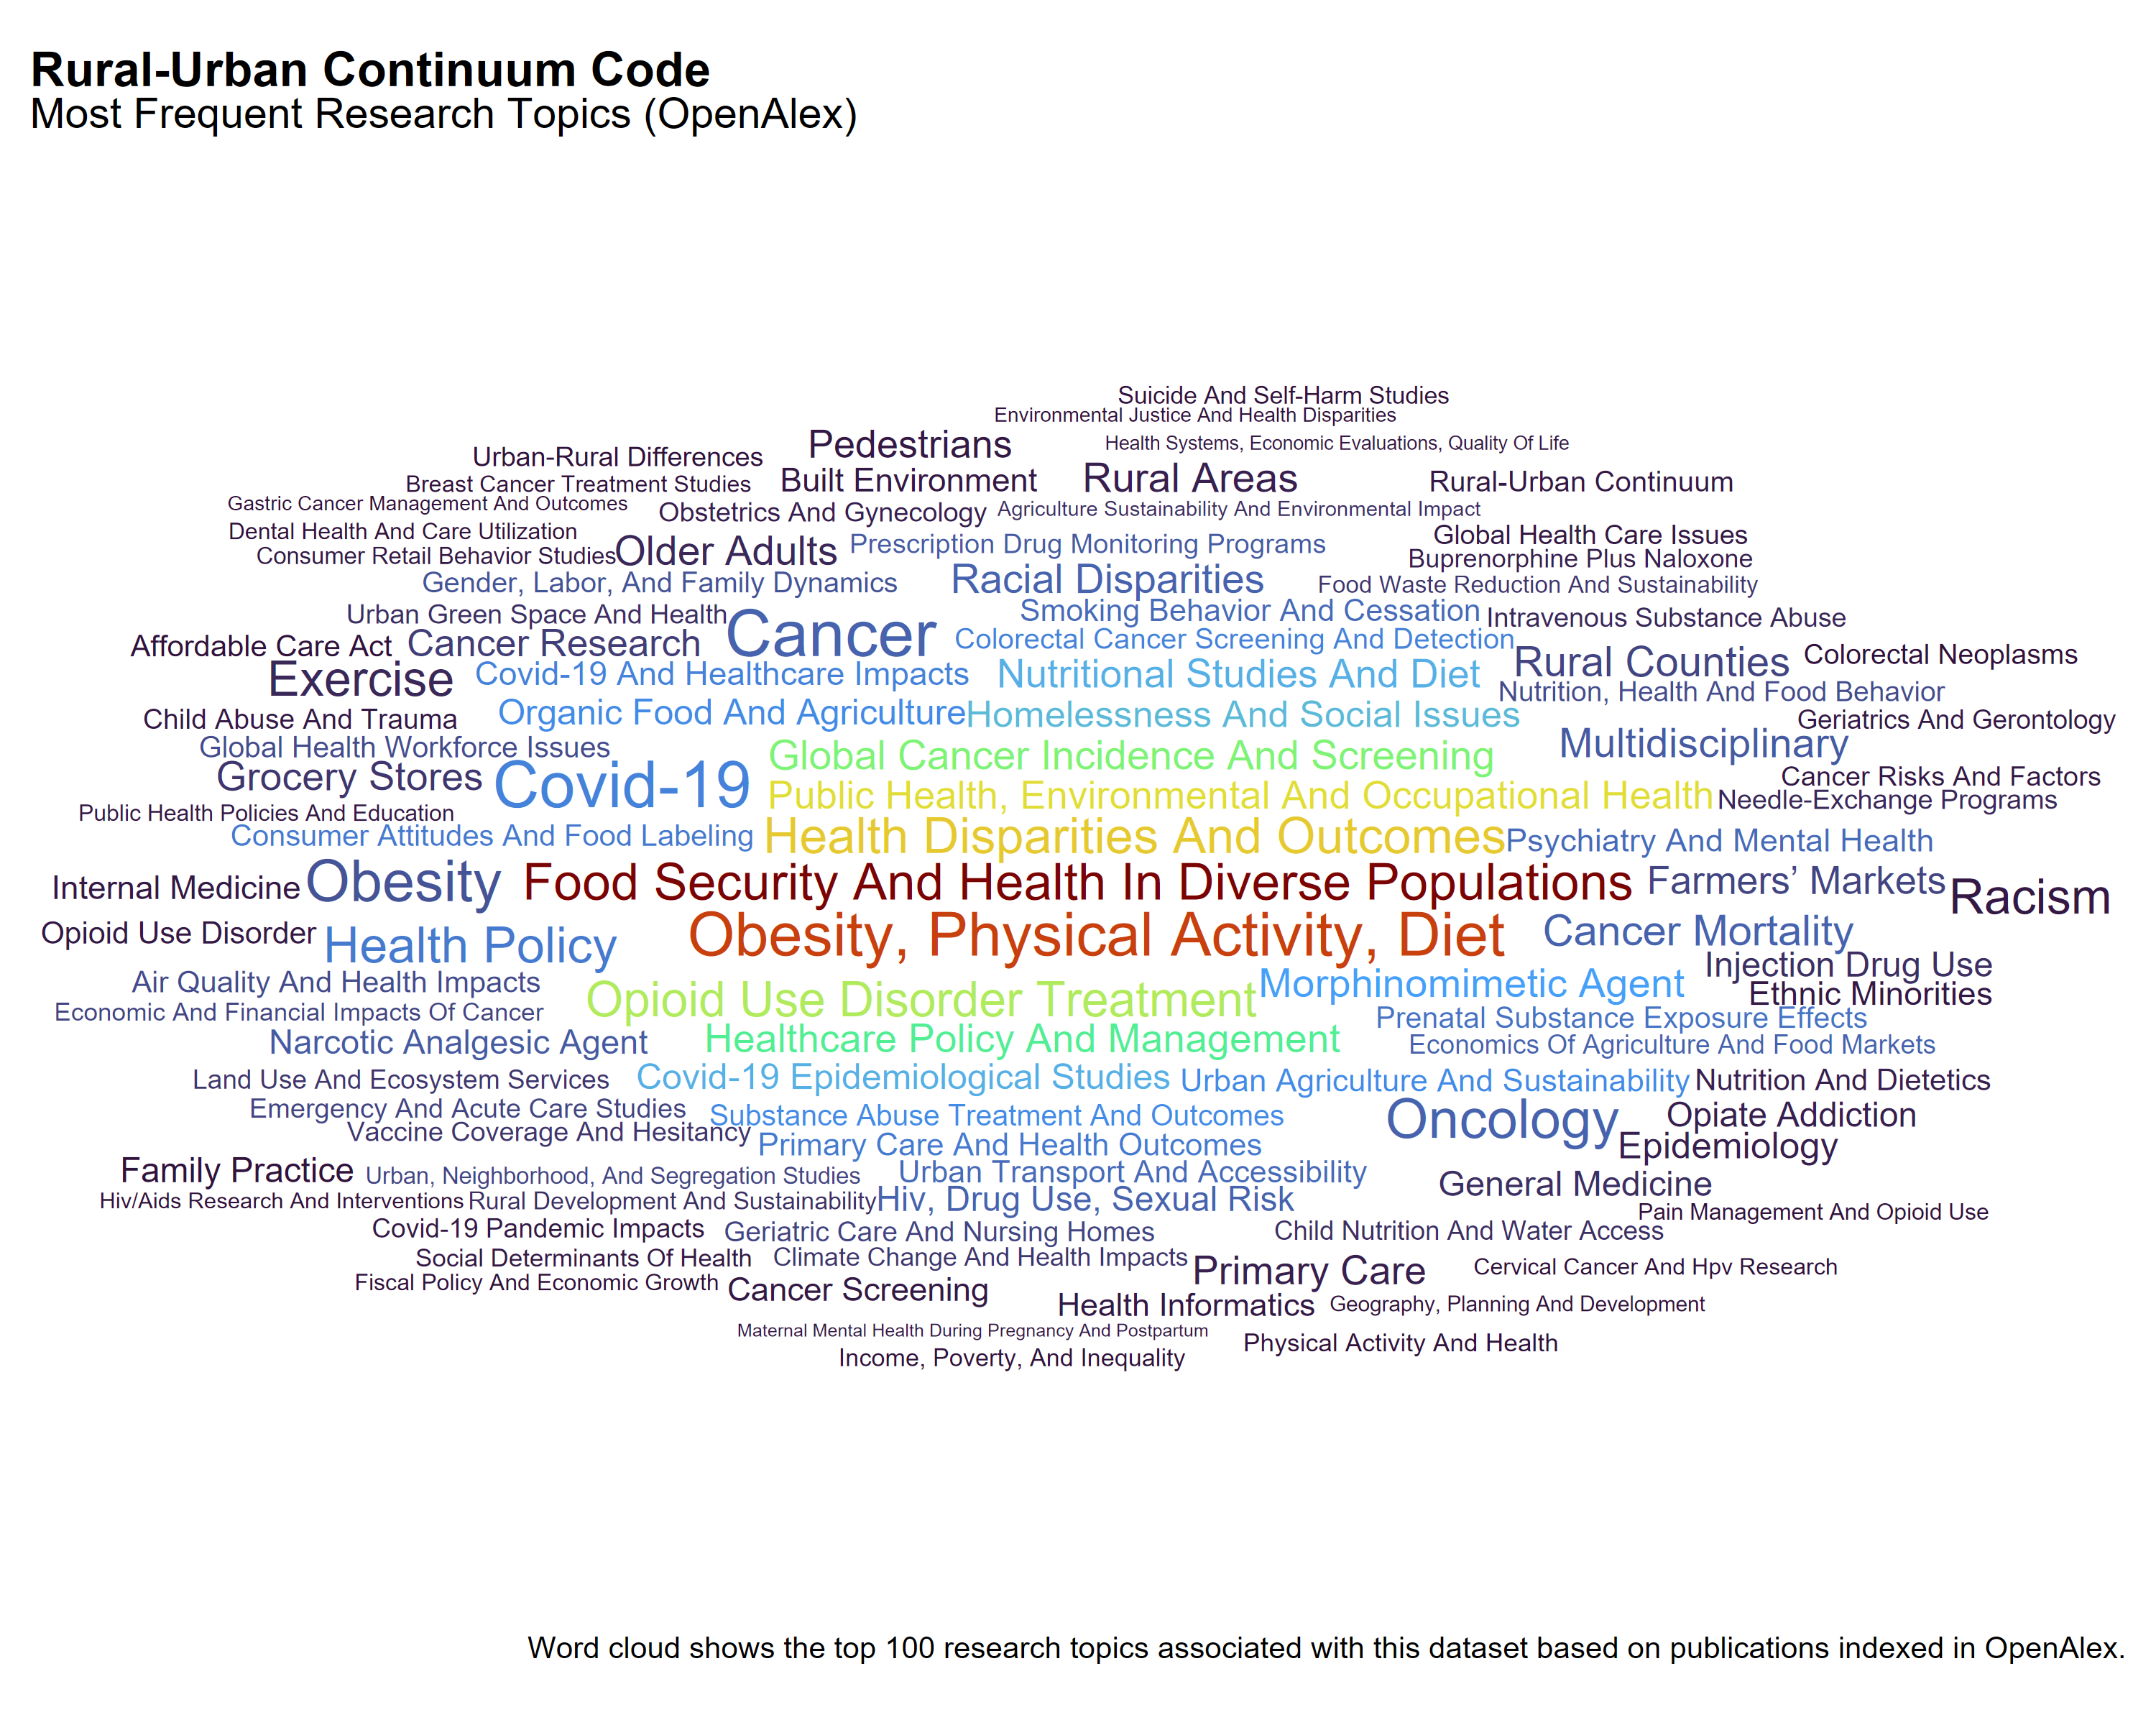 Rural-Urban Continuum Code
Most Frequent Research Topics (OpenAlex)
Suicide And Self-Harm Studies
Environmental Justice And Health Disparities
Pedestrians
Health Systems, Economic Evaluations, Quality Of Life
Urban-Rural Differences
Built Environment
Rural Areas
Rural-Urban Continuum
Breast Cancer Treatment Studies
Gastric Cancer Management And Outcomes
Obstetrics And Gynecology
Agriculture Sustainability And Environmental Impact
Dental Health And Care Utilization
Global Health Care Issues
Consumer Retail Behavior Studies
Older Adults
Prescription Drug Monitoring Programs
Buprenorphine Plus Naloxone
Gender, Labor, And Family Dynamics
Racial Disparities
Food Waste Reduction And Sustainability
Urban Green Space And Health
Cancer
Smoking Behavior And Cessation
Intravenous Substance Abuse
Affordable Care Act
Cancer Research
Colorectal Cancer Screening And Detection
Exercise
Covid-19 And Healthcare Impacts
Nutritional Studies And Diet
Rural Counties
Colorectal Neoplasms
Nutrition, Health And Food Behavior
Child Abuse And Trauma
Organic Food And Agriculture
Homelessness And Social Issues
Geriatrics And Gerontology
Global Health Workforce Issues
Global Cancer Incidence And Screening
Multidisciplinary
Grocery Stores
Covid-19
Cancer Risks And Factors
Public Health, Environmental And Occupational Health
Needle-Exchange Programs
Public Health Policies And Education
Consumer Attitudes And Food Labeling
Health Disparities And Outcomes
Psychiatry And Mental Health
Internal Medicine
Obesity
Food Security And Health In Diverse Populations
Farmers’ Markets
Racism
Opioid Use Disorder
Health Policy
Obesity, Physical Activity, Diet
Cancer Mortality
Injection Drug Use
Air Quality And Health Impacts
Opioid Use Disorder Treatment
Morphinomimetic Agent
Ethnic Minorities
Economic And Financial Impacts Of Cancer
Prenatal Substance Exposure Effects
Narcotic Analgesic Agent
Healthcare Policy And Management
Economics Of Agriculture And Food Markets
Land Use And Ecosystem Services
Covid-19 Epidemiological Studies
Urban Agriculture And Sustainability
Nutrition And Dietetics
Emergency And Acute Care Studies
Substance Abuse Treatment And Outcomes
Oncology
Opiate Addiction
Vaccine Coverage And Hesitancy
Primary Care And Health Outcomes
Epidemiology
Family Practice
Urban, Neighborhood, And Segregation Studies
Urban Transport And Accessibility
General Medicine
Hiv/Aids Research And Interventions
Rural Development And Sustainability
Hiv, Drug Use, Sexual Risk
Pain Management And Opioid Use
Covid-19 Pandemic Impacts
Geriatric Care And Nursing Homes
Child Nutrition And Water Access
Social Determinants Of Health
Climate Change And Health Impacts
Primary Care
Cervical Cancer And Hpv Research
Fiscal Policy And Economic Growth
Cancer Screening
Health Informatics
Geography, Planning And Development
Maternal Mental Health During Pregnancy And Postpartum
Physical Activity And Health
Income, Poverty, And Inequality
Word cloud shows the top 100 research topics associated with this dataset based on publications indexed in OpenAlex.